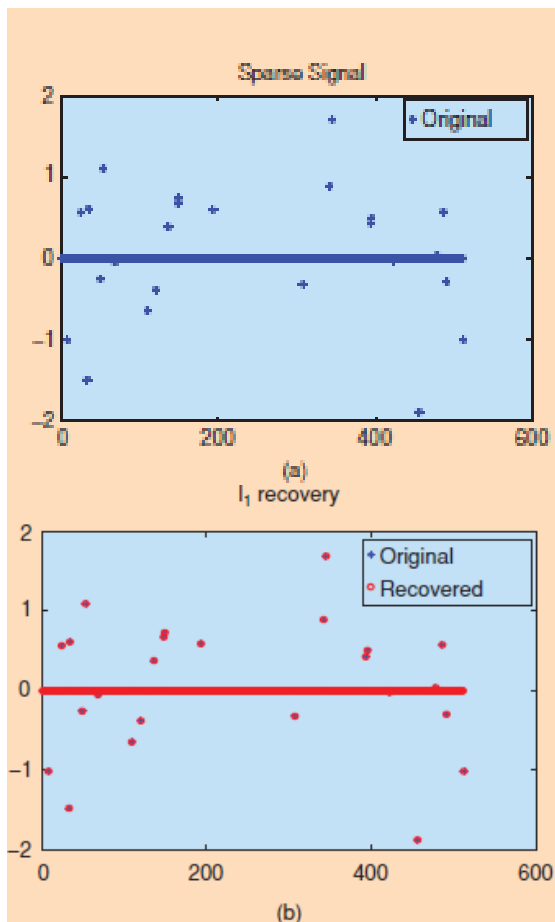 Sparse Signal
2
Original
1
0
−1
−2
0
200
400
600
(a)
l₁ recovery
2
Original
Recovered
1
0
−1
−2
0
200
400
600
(b)